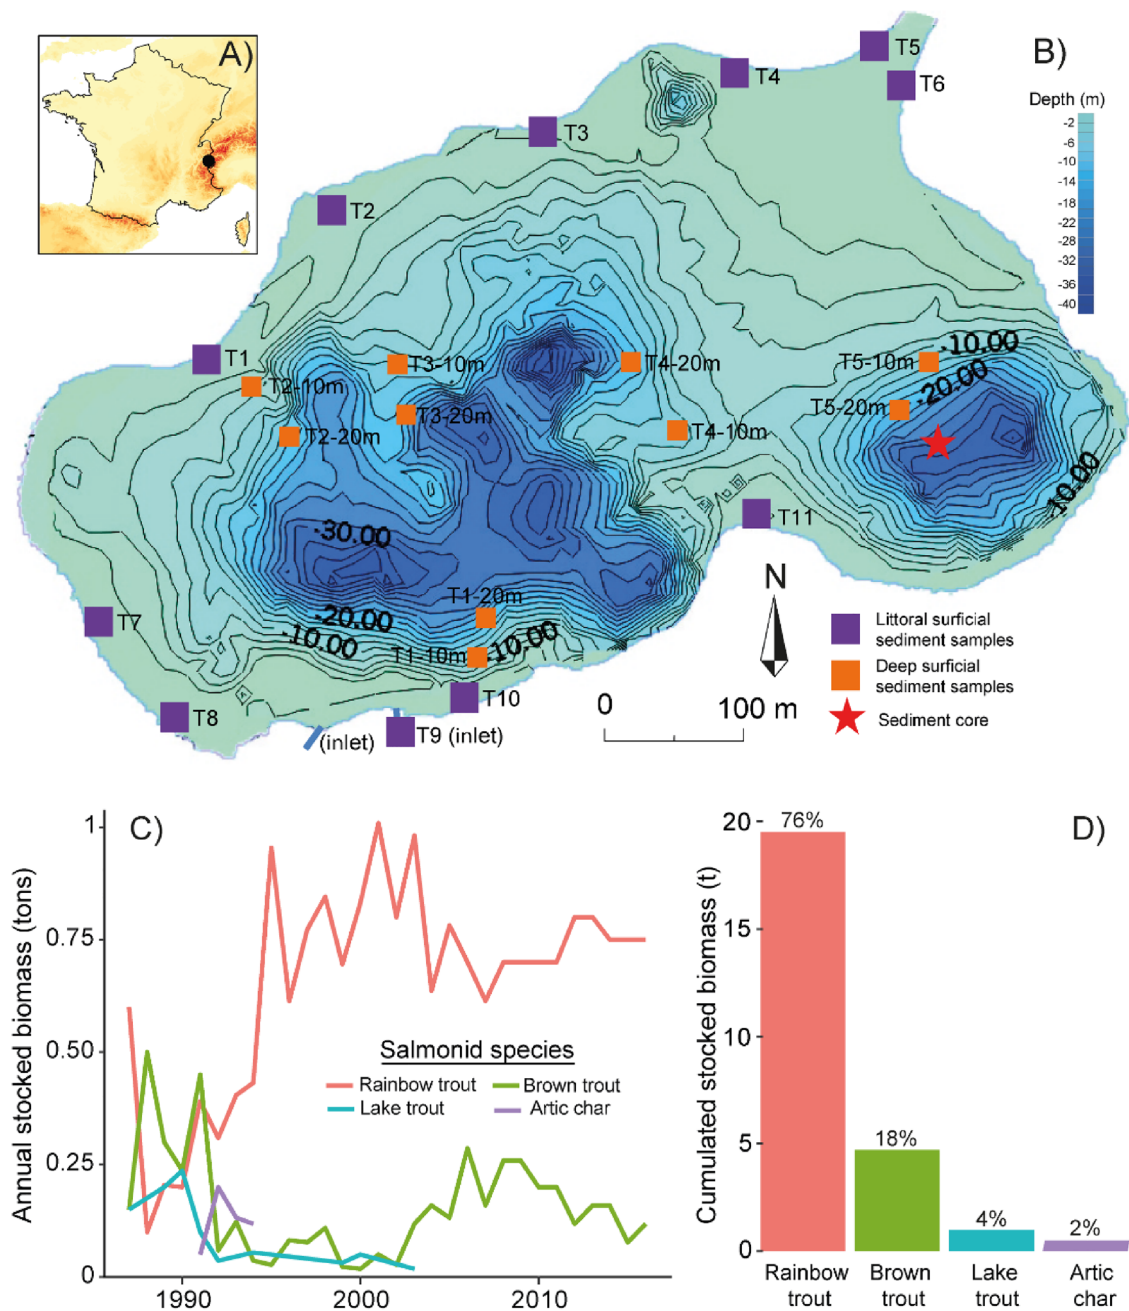 A)
B)
T5
T6
T4
T3
T2
T1
Depth (m)
-2
-6
-10
-14
-18
-22
-28
-32
-36
-40
T2-10m
T3-10m
T4-20m
T5-10m
-10.00
-20.00
T2-20m
T3-20m
T4-10m
T5-20m
-10.00
T11
-30.00
T1-20m
-20.00
-10.00
-10.00
T1-10m
T7
T8
T10
T9 (inlet)
(inlet)
N
0
100 m
Littoral surficial
sediment samples
Deep surficial
sediment samples
Sediment core
C)
Annual stocked biomass (tons)
1
0.75
0.50
0.25
0
1990
2000
2010
Salmonid species
Rainbow trout
Brown trout
Lake trout
Artic char
D)
Cumulated stocked biomass (t)
20
15
10
5
0
76%
18%
4%
2%
Rainbow
trout
Brown
trout
Lake
trout
Artic
char